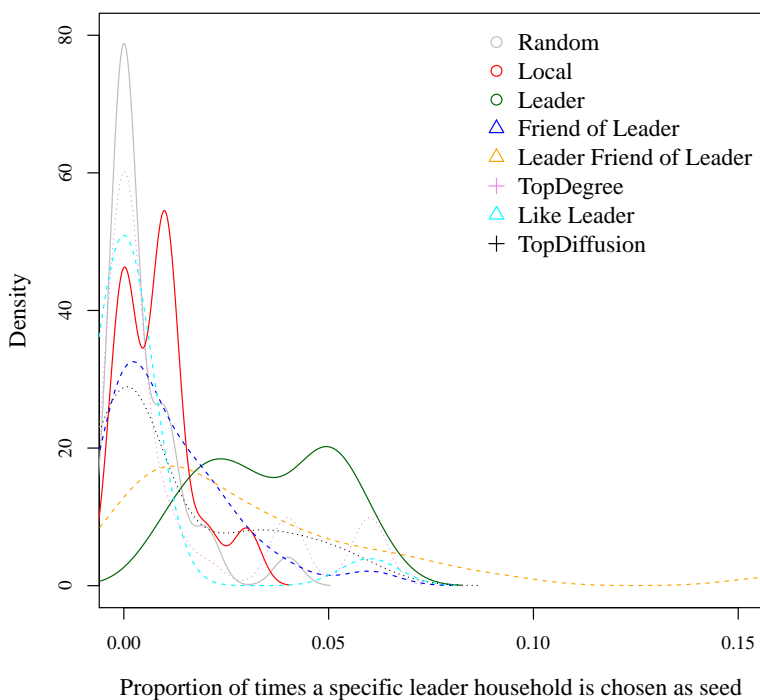 Random
Local
Leader
Friend of Leader
Leader Friend of Leader
TopDegree
Like Leader
TopDiffusion
Density
80
60
40
20
0
0.00 0.05 0.10 0.15
Proportion of times a specific leader household is chosen as seed